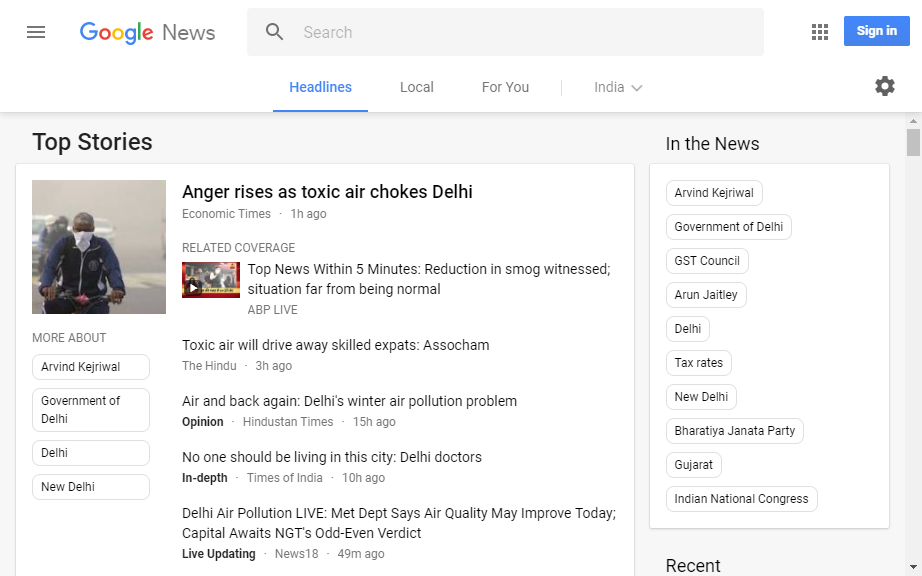 Google News
Search
Sign in
Headlines
Local
For You
India
Top Stories
Anger rises as toxic air chokes Delhi
Economic Times · 1h ago
RELATED COVERAGE
Top News Within 5 Minutes: Reduction in smog witnessed;
situation far from being normal
ABP LIVE
Toxic air will drive away skilled expats: Assocham
The Hindu · 3h ago
Air and back again: Delhi's winter air pollution problem
Opinion · Hindustan Times · 15h ago
No one should be living in this city: Delhi doctors
In-depth · Times of India · 10h ago
Delhi Air Pollution LIVE: Met Dept Says Air Quality May Improve Today;
Capital Awaits NGT's Odd-Even Verdict
Live Updating · News18 · 49m ago
MORE ABOUT
Arvind Kejriwal
Government of
Delhi
Delhi
New Delhi
In the News
Arvind Kejriwal
Government of Delhi
GST Council
Arun Jaitley
Delhi
Tax rates
New Delhi
Bharatiya Janata Party
Gujarat
Indian National Congress
Recent